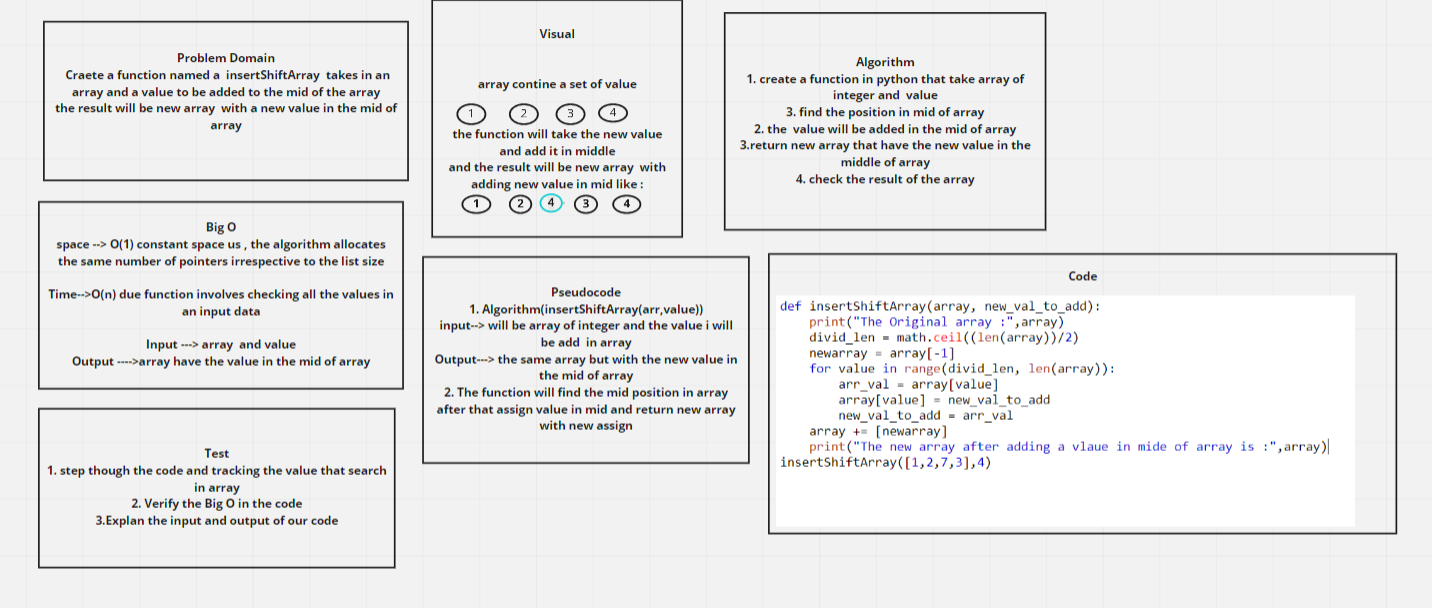 Problem Domain
Craete a function named a insertShiftArray takes in an
array and a value to be added to the mid of the array
the result will be new array with a new value in the mid of
array
Visual
array contine a set of value
1 2 3 4
the function will take the new value
and add it in middle
and the result will be new array with
adding new value in mid like :
1 2 4 3 4
Algorithm
1. create a function in python that take array of
integer and value
3. find the position in mid of array
2. the value will be added in the mid of array
3.return new array that have the new value in the
middle of array
4. check the result of the array
Big O
space --> O(1) constant space us , the algorithm allocates
the same number of pointers irrespective to the list size
Time-->O(n) due function involves checking all the values in
an input data
Input ---> array and value
Output ---->array have the value in the mid of array
Pseudocode
1. Algorithm(insertShiftArray(arr,value))
input--> will be array of integer and the value i will
be add in array
Output---> the same array but with the new value in
the mid of array
2. The function will find the mid position in array
after that assign value in mid and return new array
with new assign
Code
def insertShiftArray(array, new_val_to_add):
    print("The Original array :",array)
    divid_len = math.ceil((len(array))/2)
    newarray = array[-1]
    for value in range(divid_len, len(array)):
        arr_val = array[value]
        array[value] = new_val_to_add
        new_val_to_add = arr_val
    array += [newarray]
    print("The new array after adding a vlaue in mide of array is :",array)
insertShiftArray([1,2,7,3],4)
Test
1. step though the code and tracking the value that search
in array
2. Verify the Big O in the code
3.Explan the input and output of our code